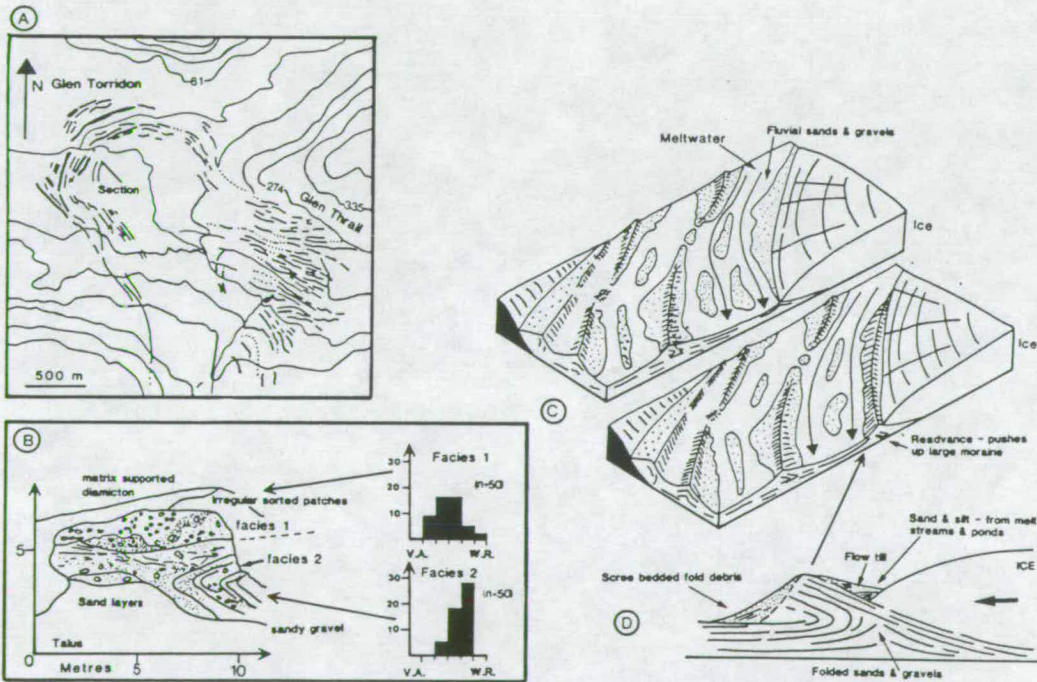 A
N
Glen Torridon
61
Section
274
335
Glen Thrail
500 m
B
matrix supported
diamicton
Irregular sorted patches
facies 1
facies 2
5
Sand layers
sandy gravel
Talus
0
5
10
Metres
Facies 1
(n=50)
30
20
10
V.A.
W.R.
Facies 2
(n=50)
30
20
10
V.A.
W.R.
C
Meltwater
Fluvial sands & gravels
Ice
Ice
Readvance - pushes
up large moraine
D
Sand & silt - from melt
streams & ponds
Flow till
ICE
Scree bedded fold debris
Folded sands & gravels